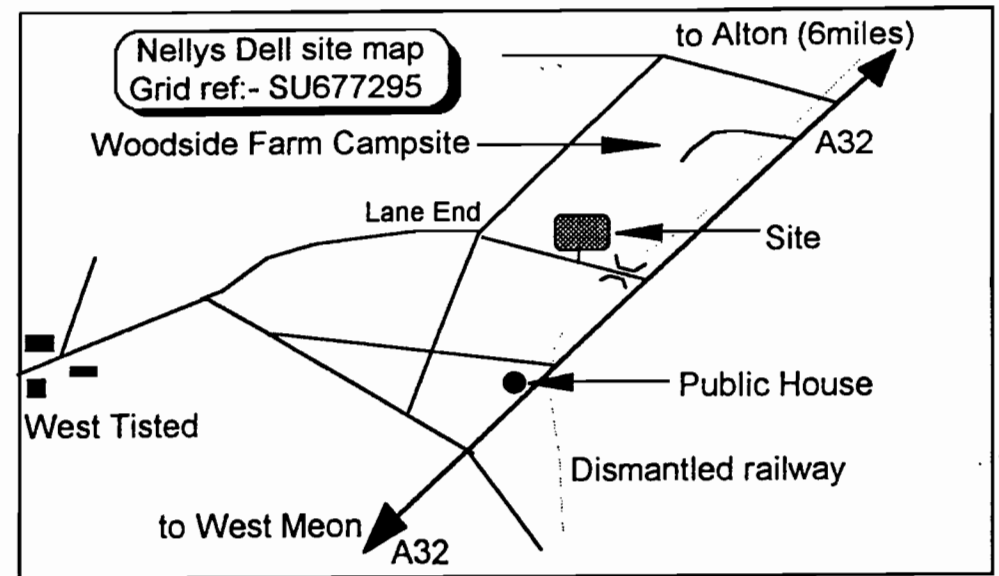 Nellys Dell site map
Grid ref:- SU677295
to Alton (6miles)
Woodside Farm Campsite
A32
Lane End
Site
Public House
West Tisted
Dismantled railway
to West Meon
A32